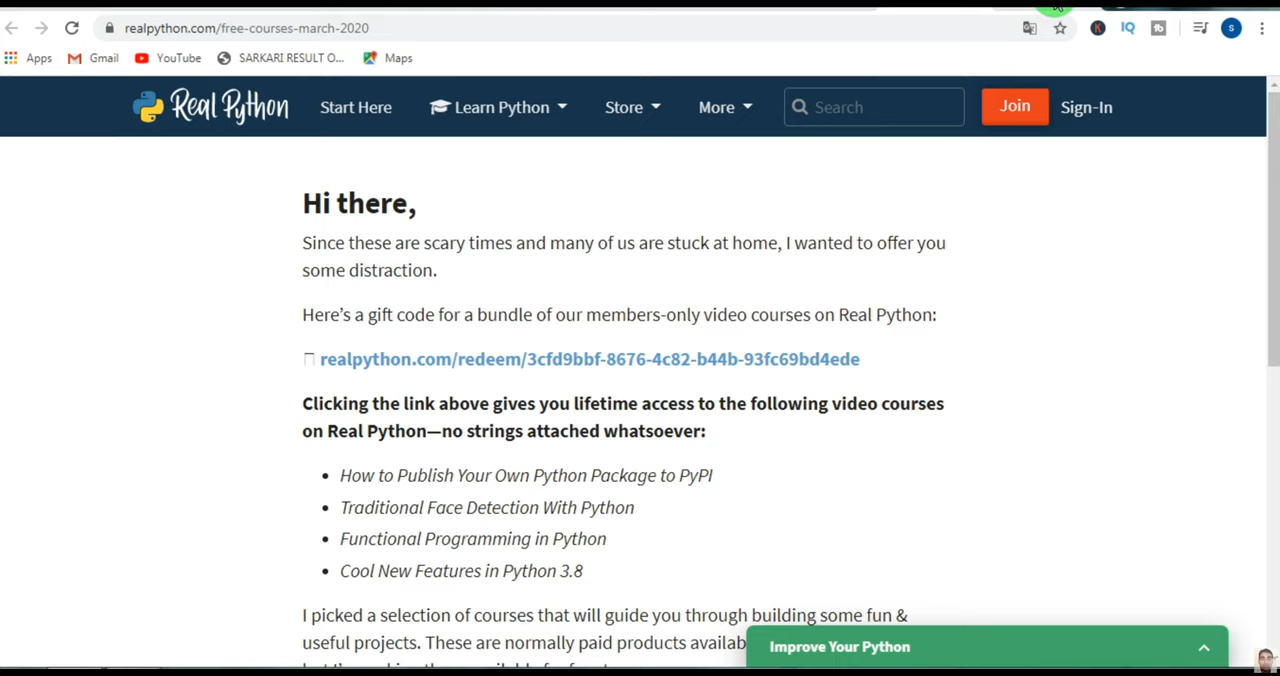 realpython.com/free-courses-march-2020
Apps Gmail YouTube SARKARI RESULT O... Maps
Real Python Start Here Learn Python Store More Search Join Sign-In
Hi there,
Since these are scary times and many of us are stuck at home, I wanted to offer you
some distraction.
Here's a gift code for a bundle of our members-only video courses on Real Python:
realpython.com/redeem/3cfd9bbf-8676-4c82-b44b-93fc69bd4ede
Clicking the link above gives you lifetime access to the following video courses
on Real Python—no strings attached whatsoever:
• How to Publish Your Own Python Package to PyPI
• Traditional Face Detection With Python
• Functional Programming in Python
• Cool New Features in Python 3.8
I picked a selection of courses that will guide you through building some fun &
useful projects. These are normally paid products
Improve Your Python